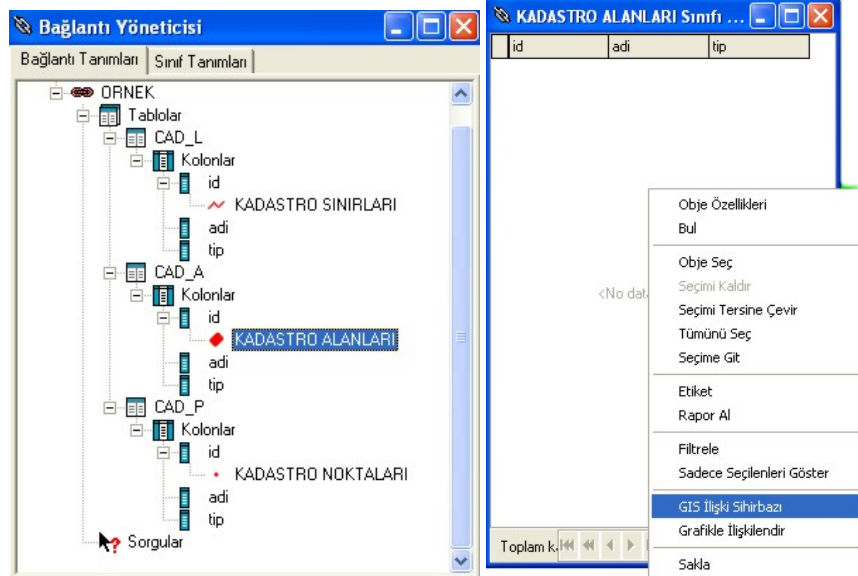 Bağlantı Yöneticisi
Bağlantı Tanımları
Sınıf Tanımları
ORNEK
Tablolar
CAD_L
Kolonlar
id
KADASTRO SINIRLARI
adi
tip
CAD_A
Kolonlar
id
KADASTRO ALANLARI
adi
tip
CAD_P
Kolonlar
id
KADASTRO NOKTALARI
adi
tip
Sorgular
KADASTRO ALANLARI Sınıfı ...
id adi tip
<No data
Toplam k
Obje Özellikleri
Bul
Obje Seç
Seçimi Kaldır
Seçimi Tersine Çevir
Tümünü Seç
Seçime Git
Etiket
Rapor Al
Filtrele
Sadece Seçilenleri Göster
GIS İlişki Sihirbazı
Grafikle İlişkilendir
Sakla